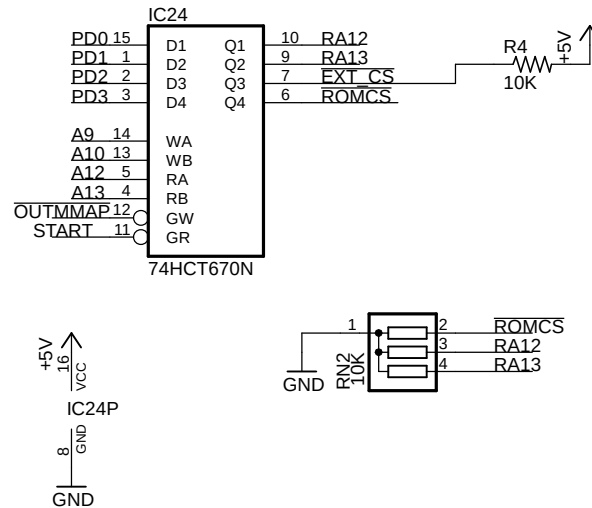 IC24
PD0 15 D1 Q1 10 RA12
PD1 1 D2 Q2 9 RA13
PD2 2 D3 Q3 7 EXT_CS
PD3 3 D4 Q4 6 ROMCS
R4
10K
+5V
A9 14 WA
A10 13 WB
A12 5 RA
A13 4 RB
OUTMMAP 12 GW
START 11 GR
74HCT670N
+5V
16
VCC
IC24P
8
GND
GND
1
GND
RN2
10K
2 ROMCS
3 RA12
4 RA13